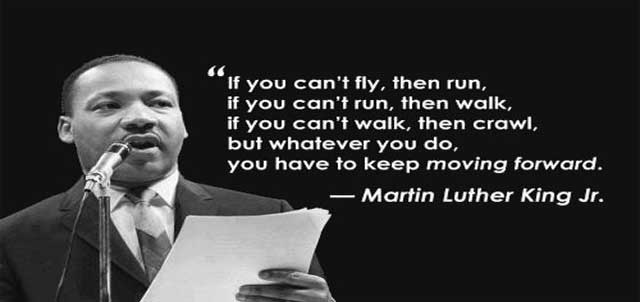 “If you can’t fly, then run,
if you can’t run, then walk,
if you can’t walk, then crawl,
but whatever you do,
you have to keep moving forward.
— Martin Luther King Jr.